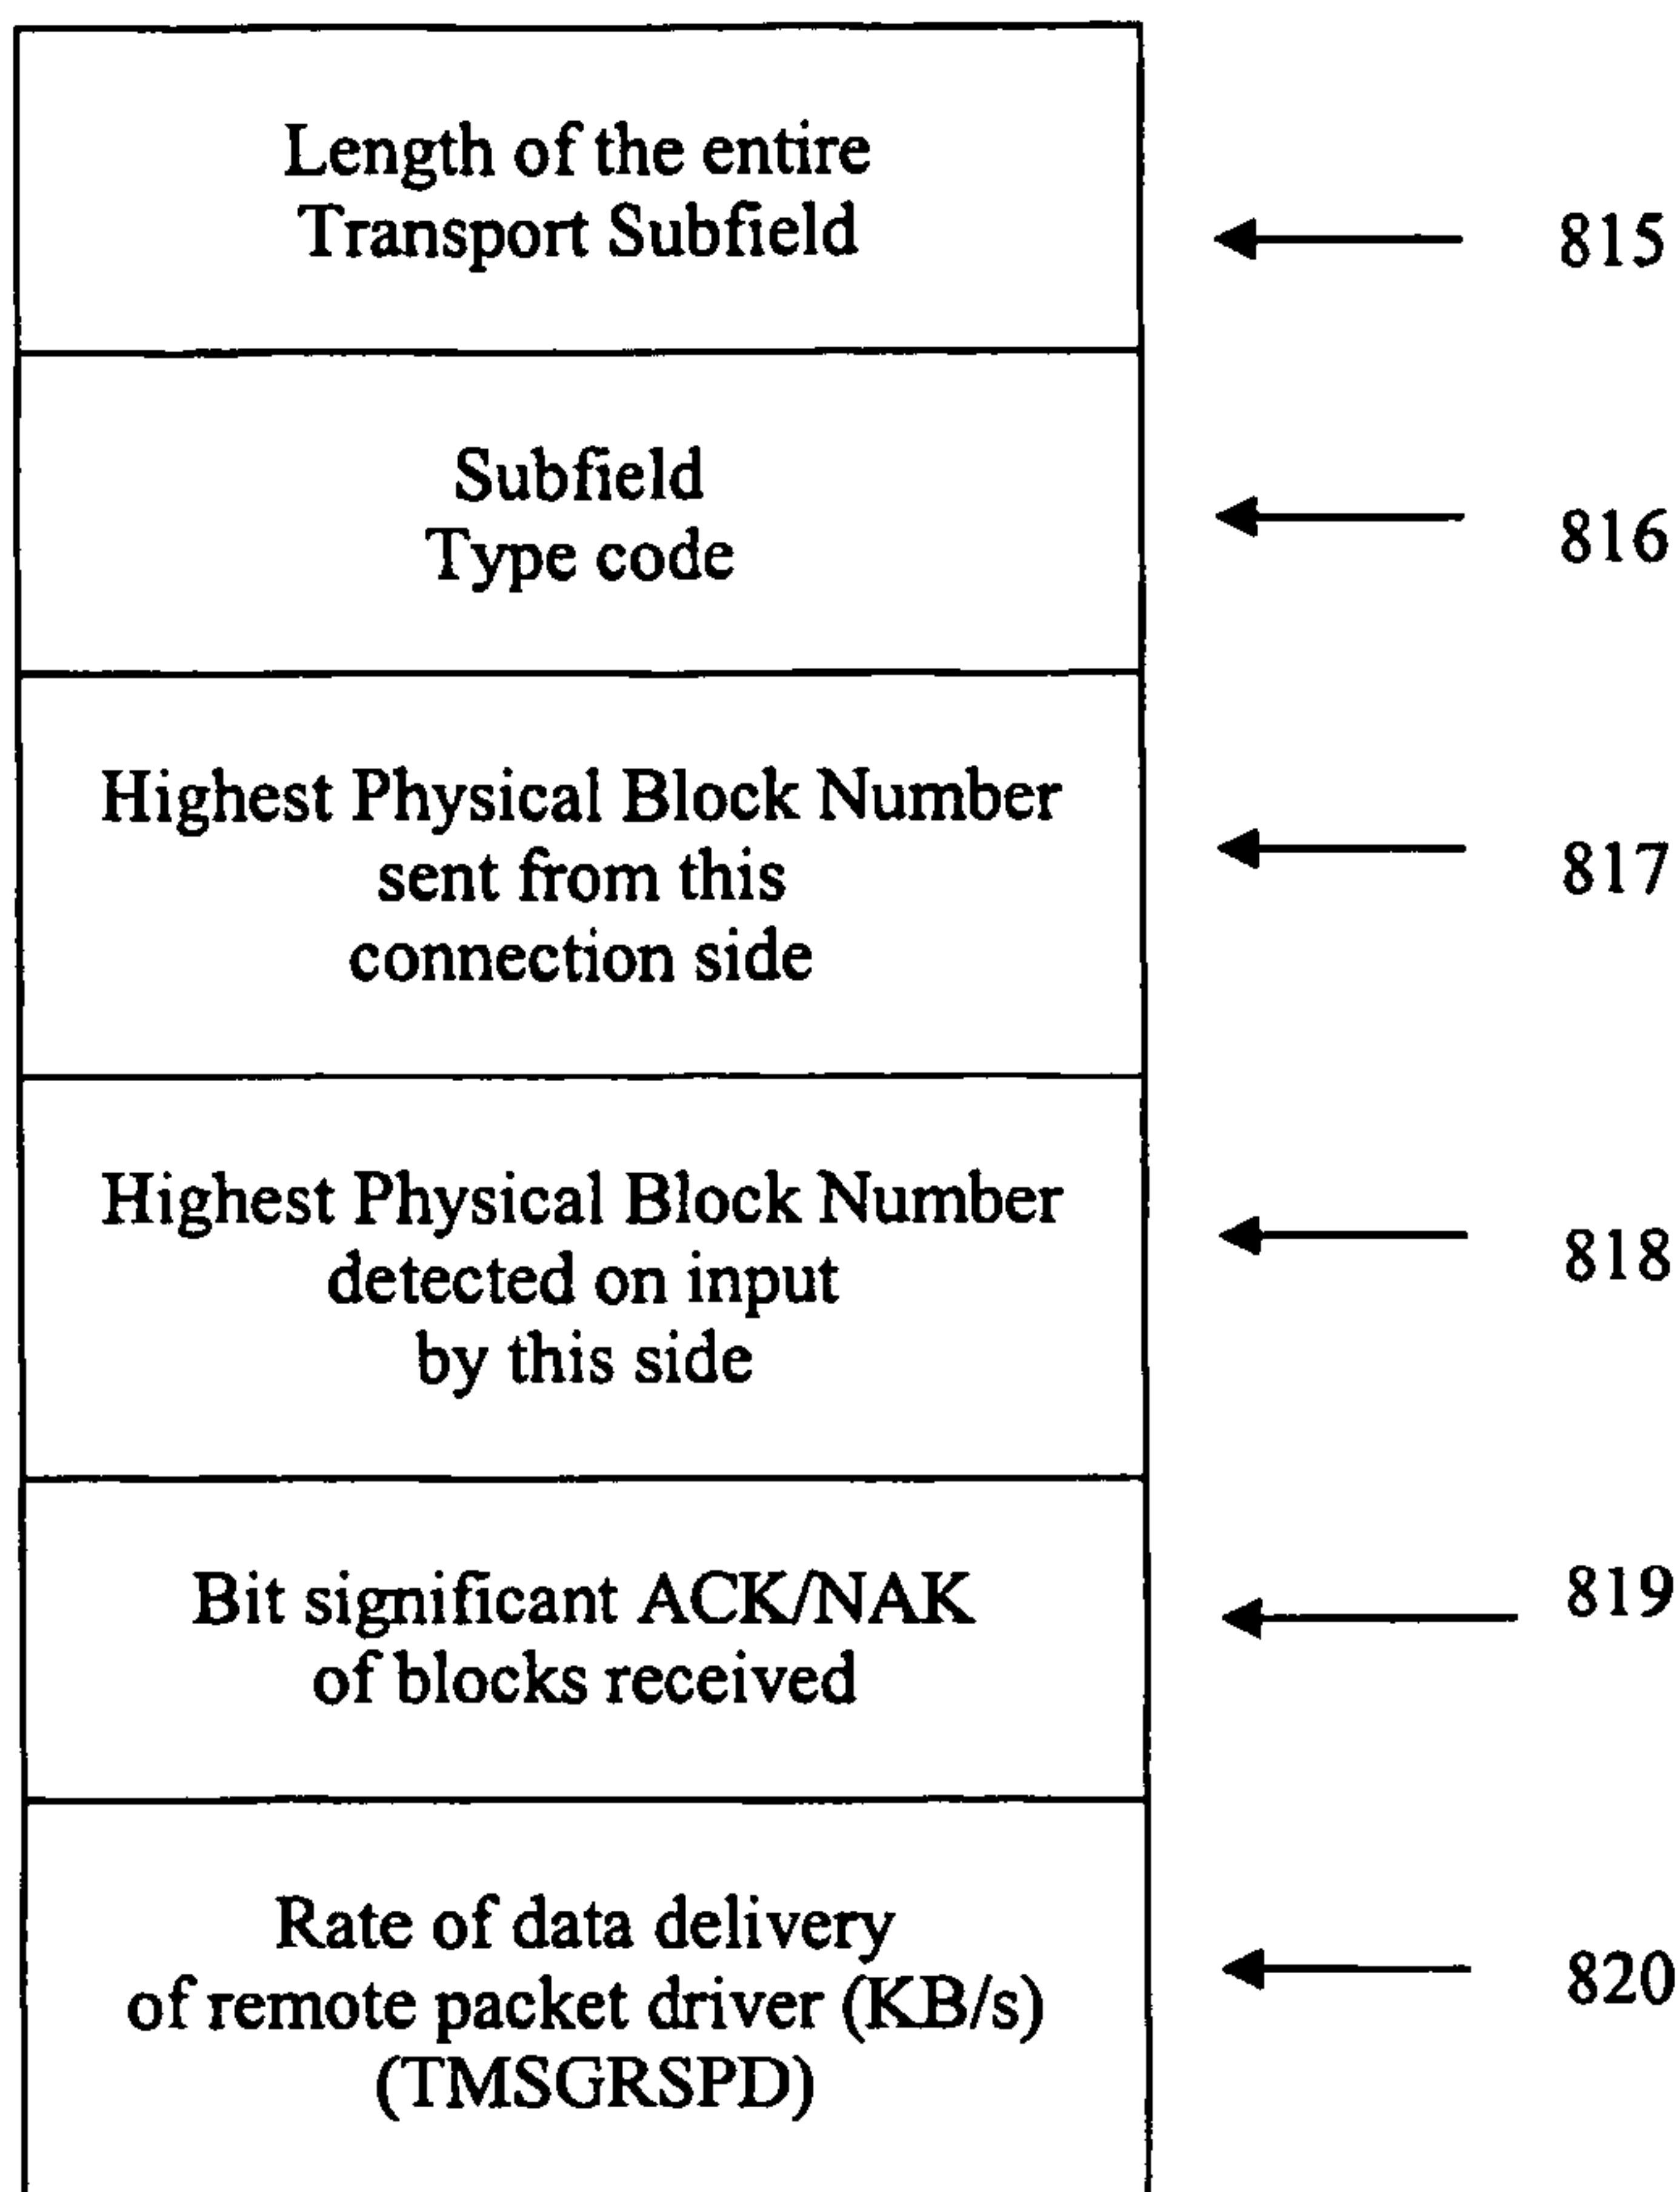 Length of the entire
Transport Subfield
815
Subfield
Type code
816
Highest Physical Block Number
sent from this
connection side
817
Highest Physical Block Number
detected on input
by this side
818
Bit significant ACK/NAK
of blocks received
819
Rate of data delivery
of remote packet driver (KB/s)
(TMSGRSPD)
820